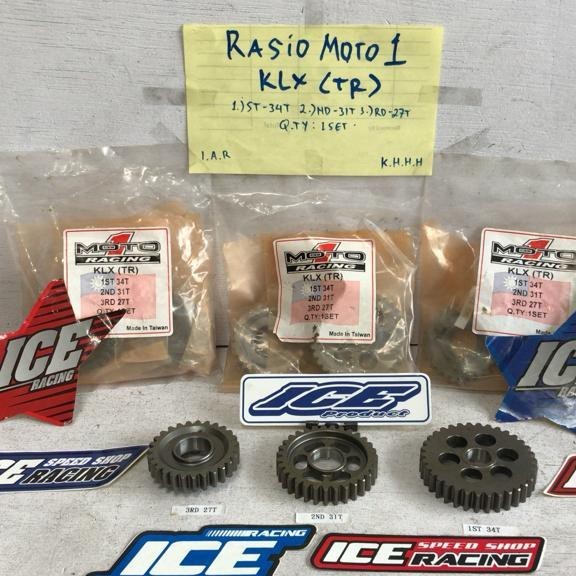 RASIO MOTO 1
KLX (TR)
1.)ST-34T 2.)ND-31T 3.)RD-27T
Q.TY : 1SET.
I.A.R
K.H.H.H
MOTO 1
RACING
KLX (TR)
1ST 34T
2ND 31T
3RD 27T
Q.TY:1SET
Made In Taiwan
MOTO 1
RACING
KLX (TR)
1ST 34T
2ND 31T
3RD 27T
Q.TY:1SET
Made In Taiwan
MOTO 1
RACING
KLX (TR)
1ST 34T
2ND 31T
3RD 27T
Q.TY:1SET
Made In Taiwan
ICE
RACING
ICE
Product
ICE
RACING
ICE
SPEED SHOP
RACING
3RD 27T
2ND 31T
1ST 34T
ICE
RACING
ICE
SPEED SHOP
RACING